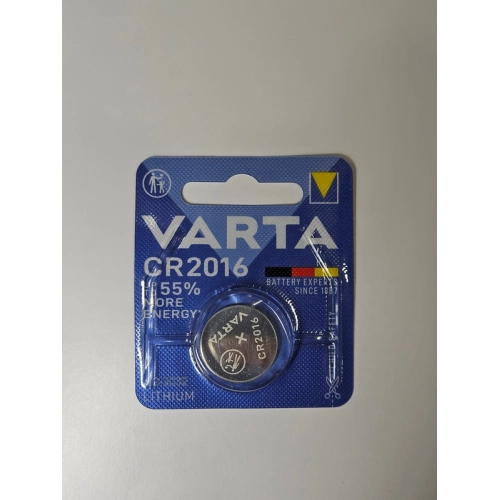 VARTA
CR2016
55%
MORE
ENERGY
BATTERY EXPERTS
SINCE 1887
VARTA
+
CR2016
LITHIUM